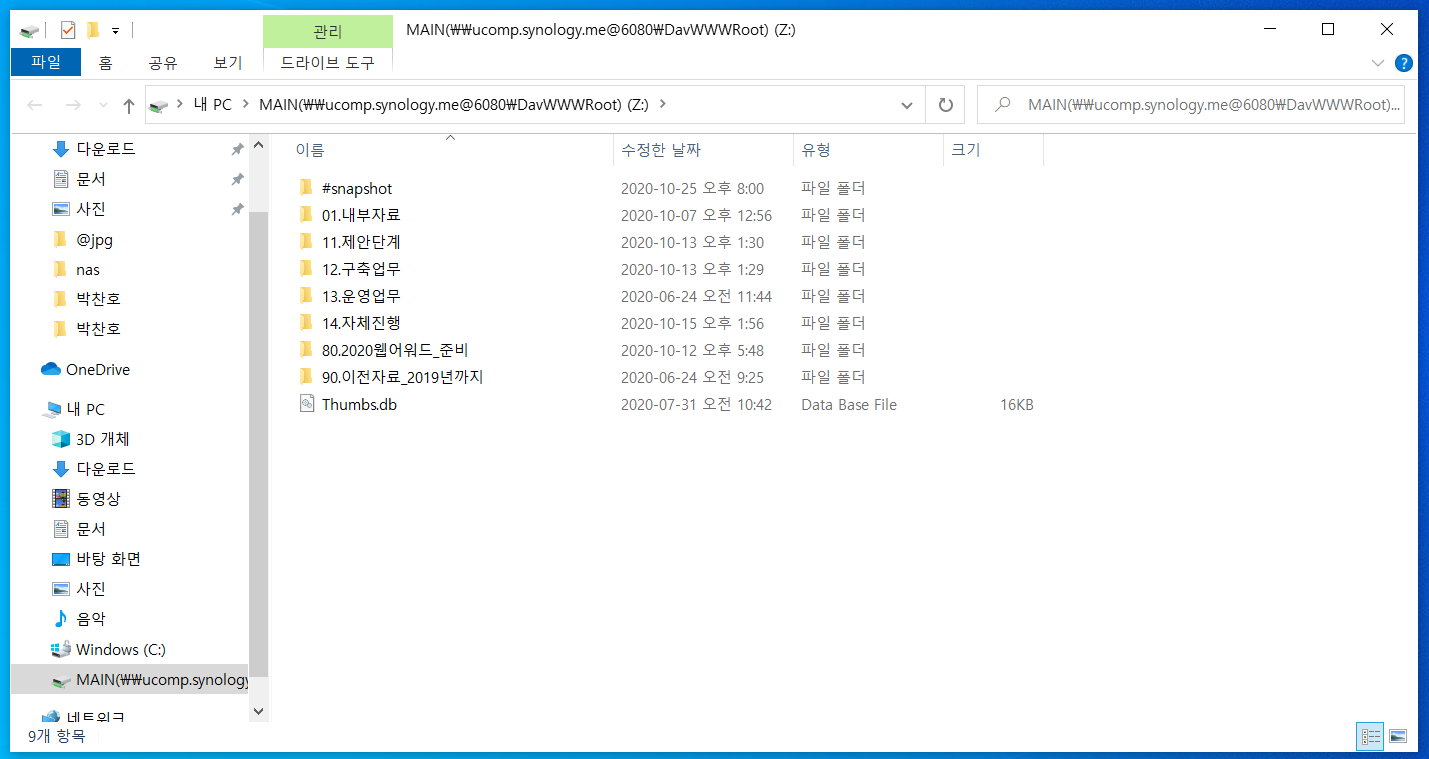 관리
MAIN(₩₩ucomp.synology.me@6080₩DavWWWRoot) (Z:)
파일 홈 공유 보기 드라이브 도구
내 PC MAIN(₩₩ucomp.synology.me@6080₩DavWWWRoot) (Z:)
MAIN(₩₩ucomp.synology.me@6080₩DavWWWRoot)...
다운로드
문서
사진
@jpg
nas
박찬호
박찬호
OneDrive
내 PC
3D 개체
다운로드
동영상
문서
바탕 화면
사진
음악
Windows (C:)
MAIN(₩₩ucomp.synology
네트워크
이름 수정한 날짜 유형 크기
#snapshot 2020-10-25 오후 8:00 파일 폴더
01.내부자료 2020-10-07 오후 12:56 파일 폴더
11.제안단계 2020-10-13 오후 1:30 파일 폴더
12.구축업무 2020-10-13 오후 1:29 파일 폴더
13.운영업무 2020-06-24 오전 11:44 파일 폴더
14.자체진행 2020-10-15 오후 1:56 파일 폴더
80.2020웹어워드_준비 2020-10-12 오후 5:48 파일 폴더
90.이전자료_2019년까지 2020-06-24 오전 9:25 파일 폴더
Thumbs.db 2020-07-31 오전 10:42 Data Base File 16KB
9개 항목